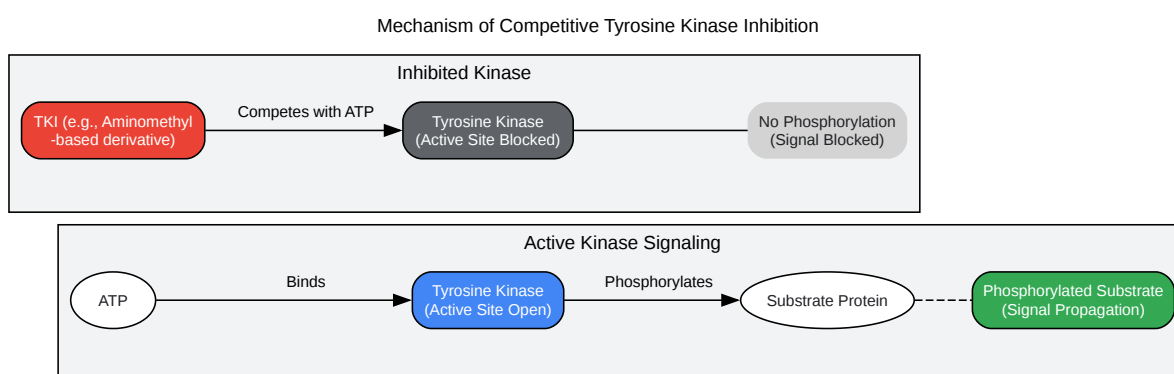 Mechanism of Competitive Tyrosine Kinase Inhibition
Inhibited Kinase
TKI (e.g., Aminomethyl
-based derivative)
Competes with ATP
Tyrosine Kinase
(Active Site Blocked)
No Phosphorylation
(Signal Blocked)
Active Kinase Signaling
ATP
Binds
Tyrosine Kinase
(Active Site Open)
Phosphorylates
Substrate Protein
Phosphorylated Substrate
(Signal Propagation)